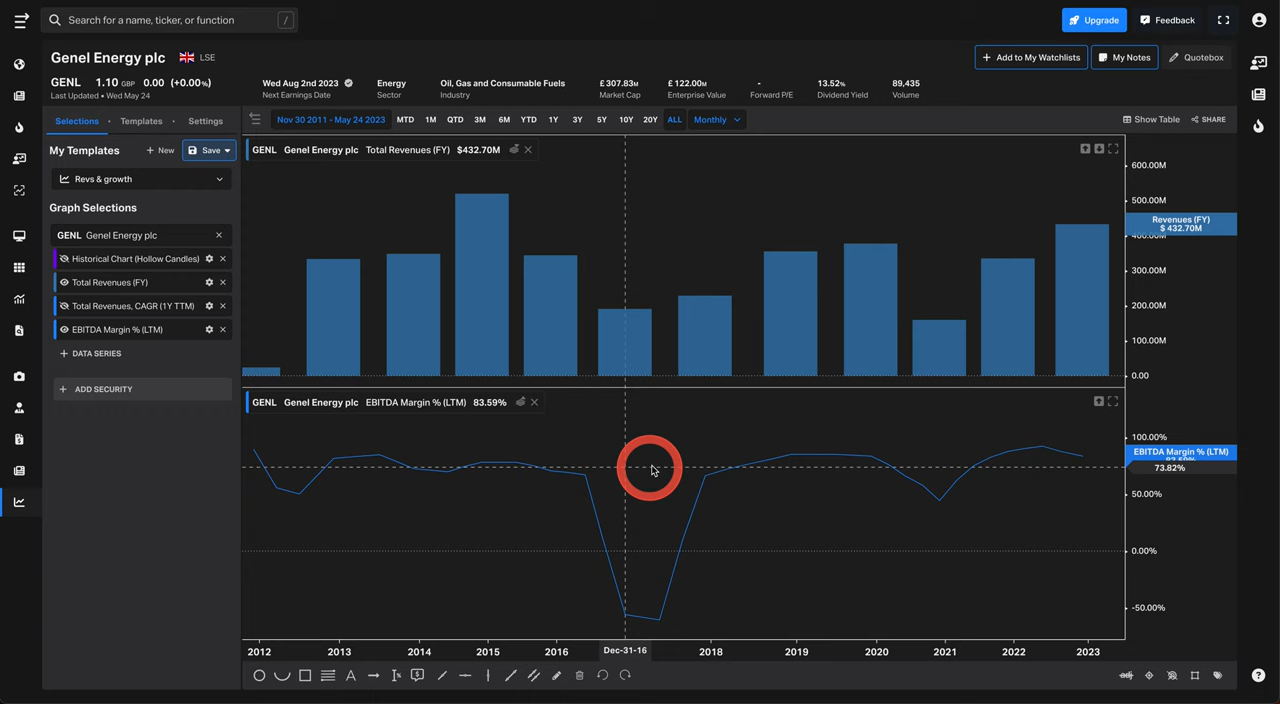 Search for a name, ticker, or function
/
Upgrade
Feedback
Genel Energy plc
LSE
Add to My Watchlists
My Notes
Quotebox
GENL 1.10 GBP 0.00 (+0.00%)
Last Updated • Wed May 24
Wed Aug 2nd 2023
Next Earnings Date
Energy
Sector
Oil, Gas and Consumable Fuels
Industry
£307.83M
Market Cap
£122.00M
Enterprise Value
-
Forward P/E
13.52%
Dividend Yield
89,435
Volume
Selections • Templates • Settings
Nov 30 2011 - May 24 2023 MTD 1M QTD 3M 6M YTD 1Y 3Y 5Y 10Y 20Y ALL Monthly
Show Table
SHARE
My Templates
+ New
Save
Revs & growth
Graph Selections
GENL Genel Energy plc
Historical Chart (Hollow Candles)
Total Revenues (FY)
Total Revenues, CAGR (1Y TTM)
EBITDA Margin % (LTM)
+ DATA SERIES
+ ADD SECURITY
GENL Genel Energy plc Total Revenues (FY) $432.70M
600.00M
500.00M
Revenues (FY)
$ 432.70M
400.00M
300.00M
200.00M
100.00M
0.00
GENL Genel Energy plc EBITDA Margin % (LTM) 83.59%
100.00%
EBITDA Margin % (LTM)
83.59%
73.82%
50.00%
0.00%
-50.00%
2012 2013 2014 2015 2016 Dec-31-16 2018 2019 2020 2021 2022 2023
adj
?